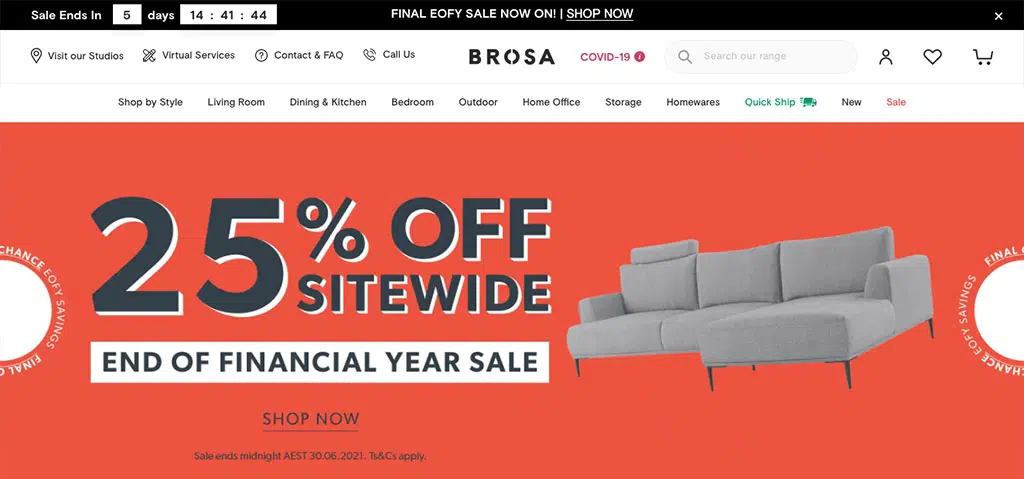 Sale Ends In 5 days 14 : 41 : 44
FINAL EOFY SALE NOW ON! | SHOP NOW
Visit our Studios Virtual Services Contact & FAQ Call Us
BROSA
COVID-19
Search our range
Shop by Style Living Room Dining & Kitchen Bedroom Outdoor Home Office Storage Homewares Quick Ship New Sale
25% OFF
SITEWIDE
END OF FINANCIAL YEAR SALE
SHOP NOW
Sale ends midnight AEST 30.06.2021. Ts&Cs apply.
CHANCE EOFY SAVINGS
FINAL
FINAL
CHANCE EOFY SAVINGS